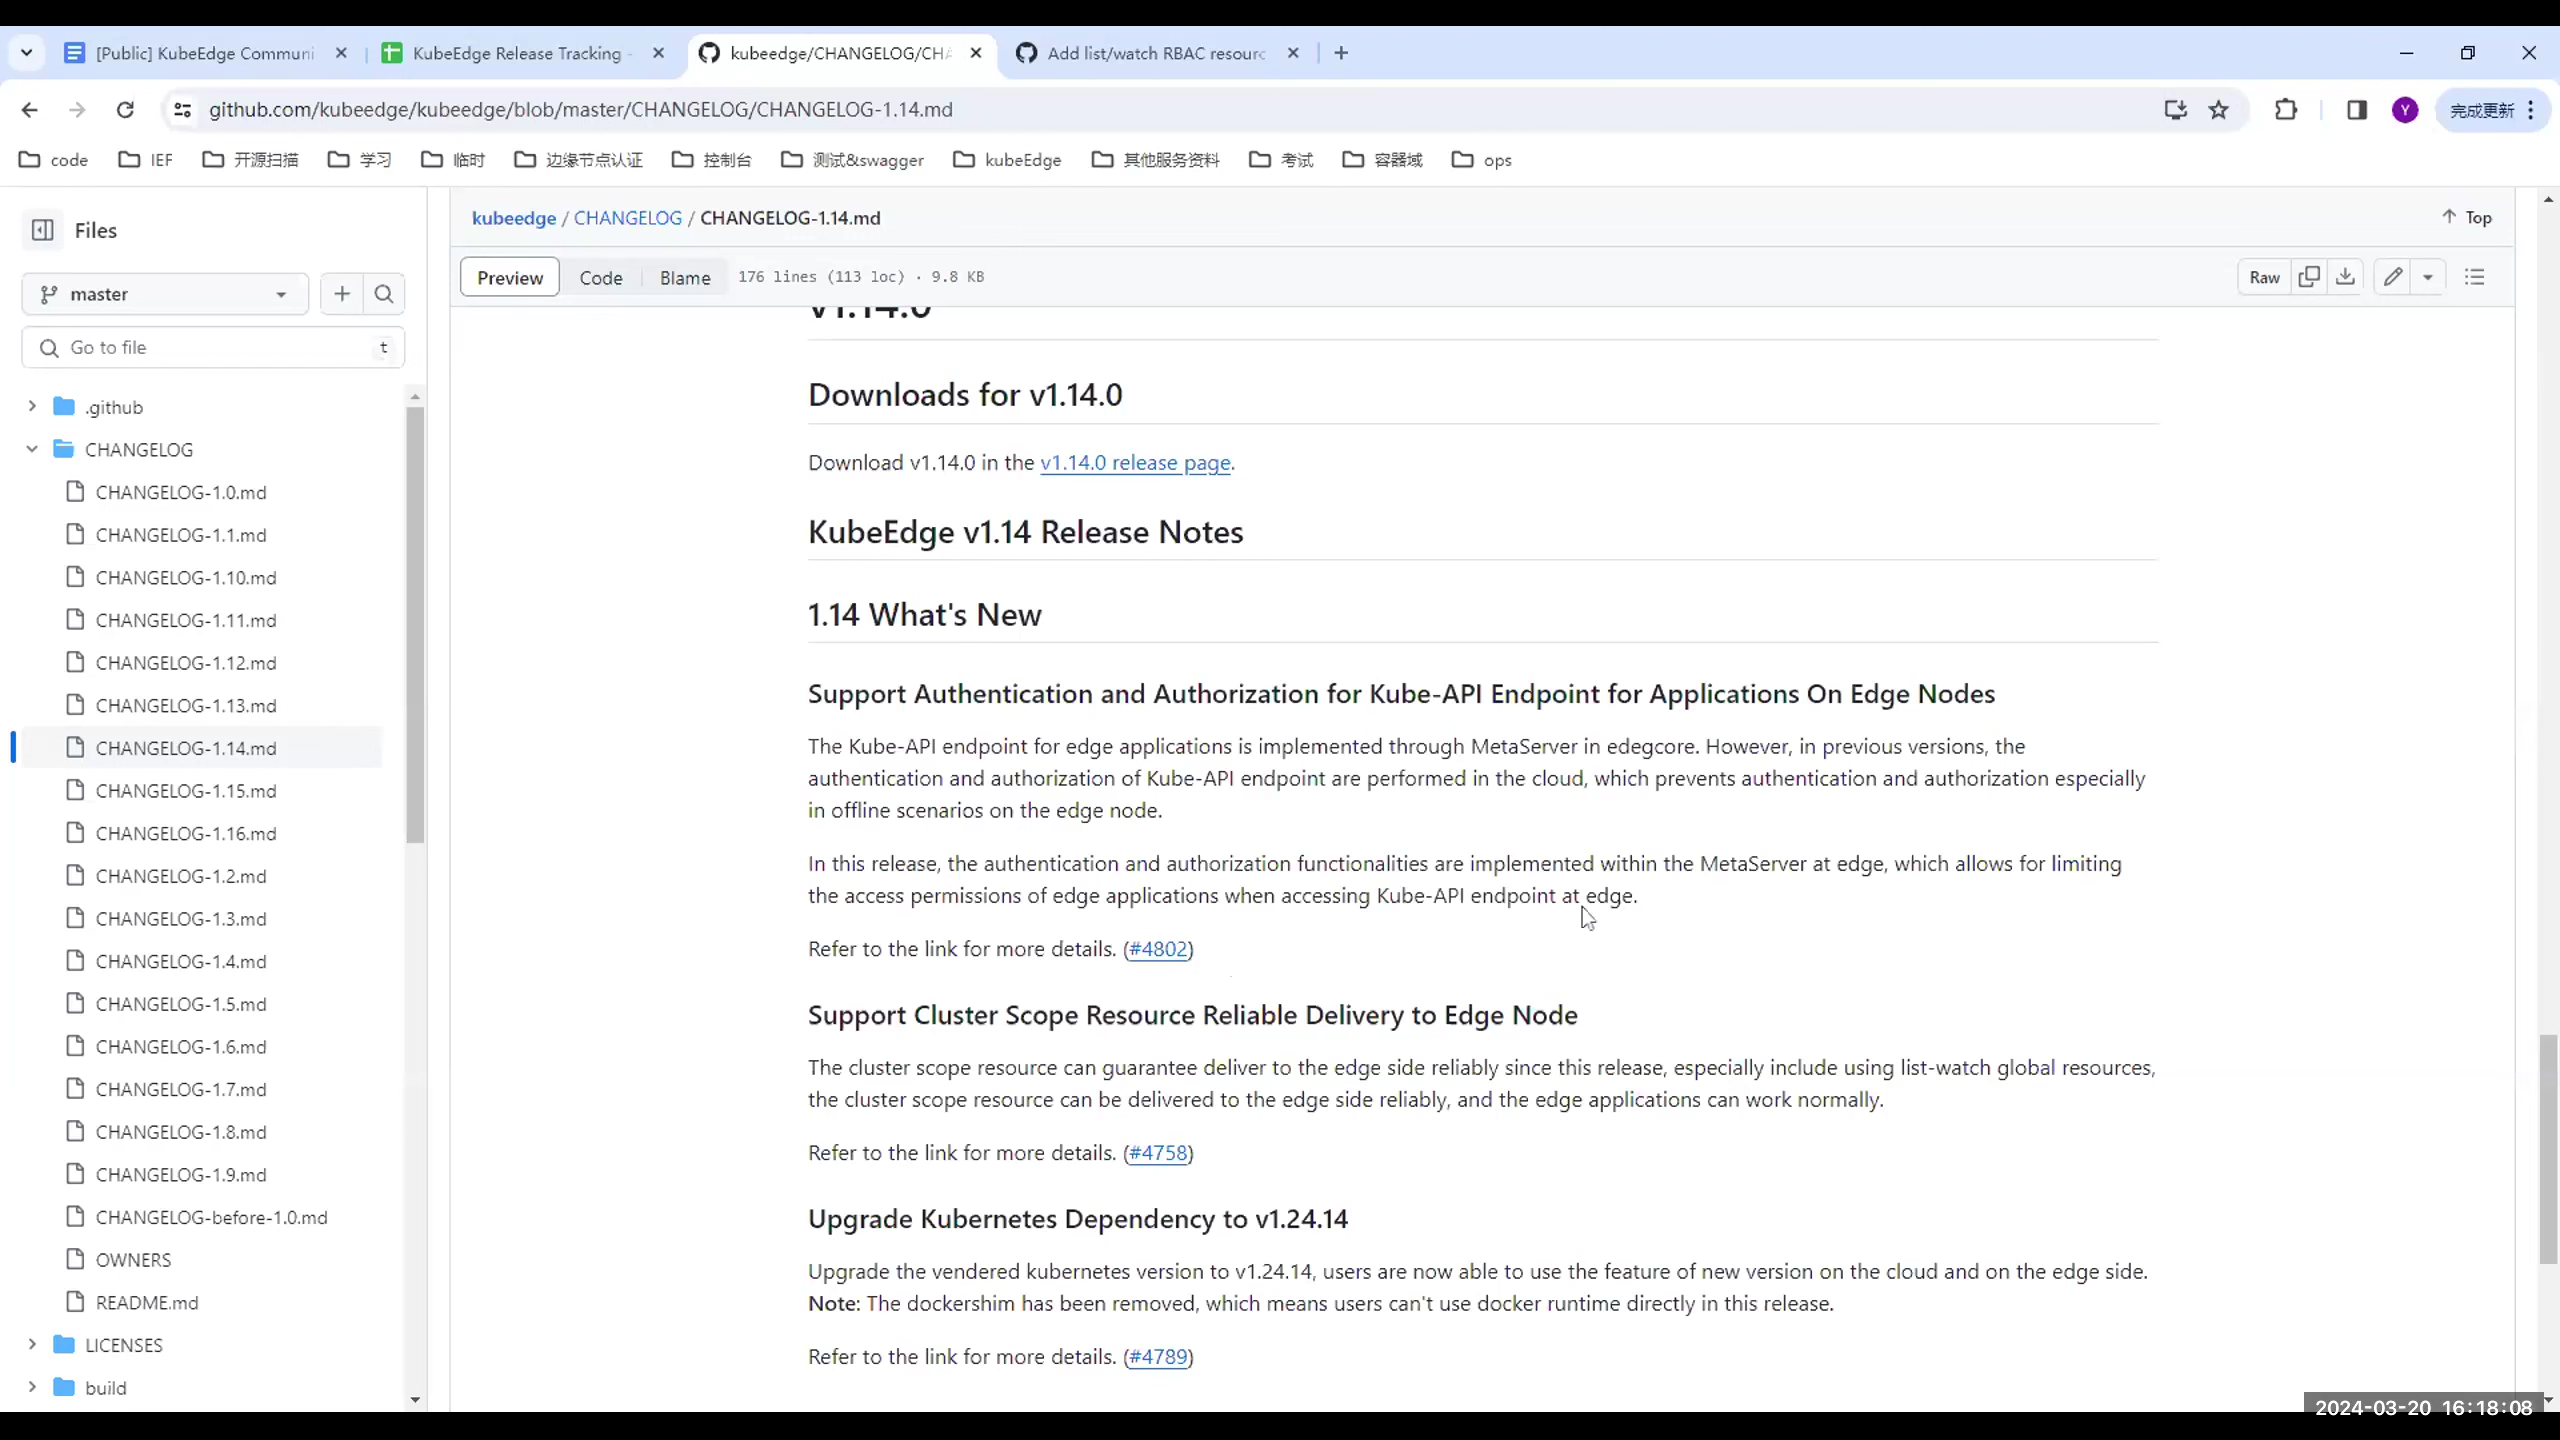 [Public] KubeEdge Communi
KubeEdge Release Tracking -
kubeedge/CHANGELOG/CHA
Add list/watch RBAC resourc
github.com/kubeedge/kubeedge/blob/master/CHANGELOG/CHANGELOG-1.14.md
Y
完成更新
code
IEF
开源扫描
学习
临时
边缘节点认证
控制台
测试&swagger
kubeEdge
其他服务资料
考试
容器域
ops
Files
master
Go to file
t
.github
CHANGELOG
CHANGELOG-1.0.md
CHANGELOG-1.1.md
CHANGELOG-1.10.md
CHANGELOG-1.11.md
CHANGELOG-1.12.md
CHANGELOG-1.13.md
CHANGELOG-1.14.md
CHANGELOG-1.15.md
CHANGELOG-1.16.md
CHANGELOG-1.2.md
CHANGELOG-1.3.md
CHANGELOG-1.4.md
CHANGELOG-1.5.md
CHANGELOG-1.6.md
CHANGELOG-1.7.md
CHANGELOG-1.8.md
CHANGELOG-1.9.md
CHANGELOG-before-1.0.md
OWNERS
README.md
LICENSES
build
kubeedge / CHANGELOG / CHANGELOG-1.14.md
Top
Preview
Code
Blame
176 lines (113 loc) · 9.8 KB
Raw
v1.14.0
Downloads for v1.14.0
Download v1.14.0 in the v1.14.0 release page.
KubeEdge v1.14 Release Notes
1.14 What's New
Support Authentication and Authorization for Kube-API Endpoint for Applications On Edge Nodes
The Kube-API endpoint for edge applications is implemented through MetaServer in edegcore. However, in previous versions, the
authentication and authorization of Kube-API endpoint are performed in the cloud, which prevents authentication and authorization especially
in offline scenarios on the edge node.
In this release, the authentication and authorization functionalities are implemented within the MetaServer at edge, which allows for limiting
the access permissions of edge applications when accessing Kube-API endpoint at edge.
Refer to the link for more details. (#4802)
Support Cluster Scope Resource Reliable Delivery to Edge Node
The cluster scope resource can guarantee deliver to the edge side reliably since this release, especially include using list-watch global resources,
the cluster scope resource can be delivered to the edge side reliably, and the edge applications can work normally.
Refer to the link for more details. (#4758)
Upgrade Kubernetes Dependency to v1.24.14
Upgrade the vendered kubernetes version to v1.24.14, users are now able to use the feature of new version on the cloud and on the edge side.
Note: The dockershim has been removed, which means users can't use docker runtime directly in this release.
Refer to the link for more details. (#4789)
2024-03-20 16:18:08